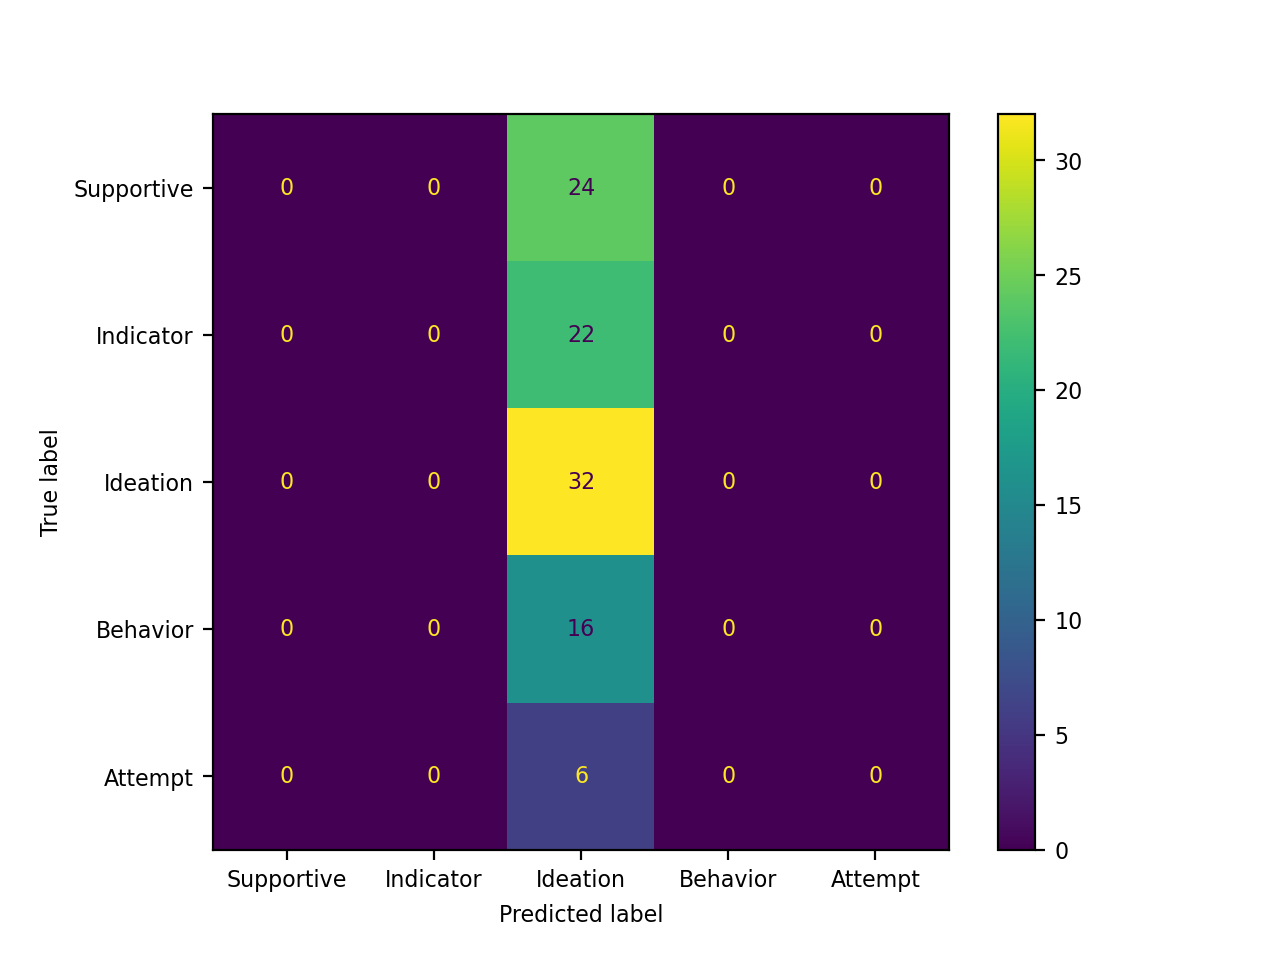 Supportive 0 0 24 0 0
Indicator 0 0 22 0 0
Ideation 0 0 32 0 0
Behavior 0 0 16 0 0
Attempt 0 0 6 0 0
Supportive Indicator Ideation Behavior Attempt
Predicted label
True label
30
25
20
15
10
5
0